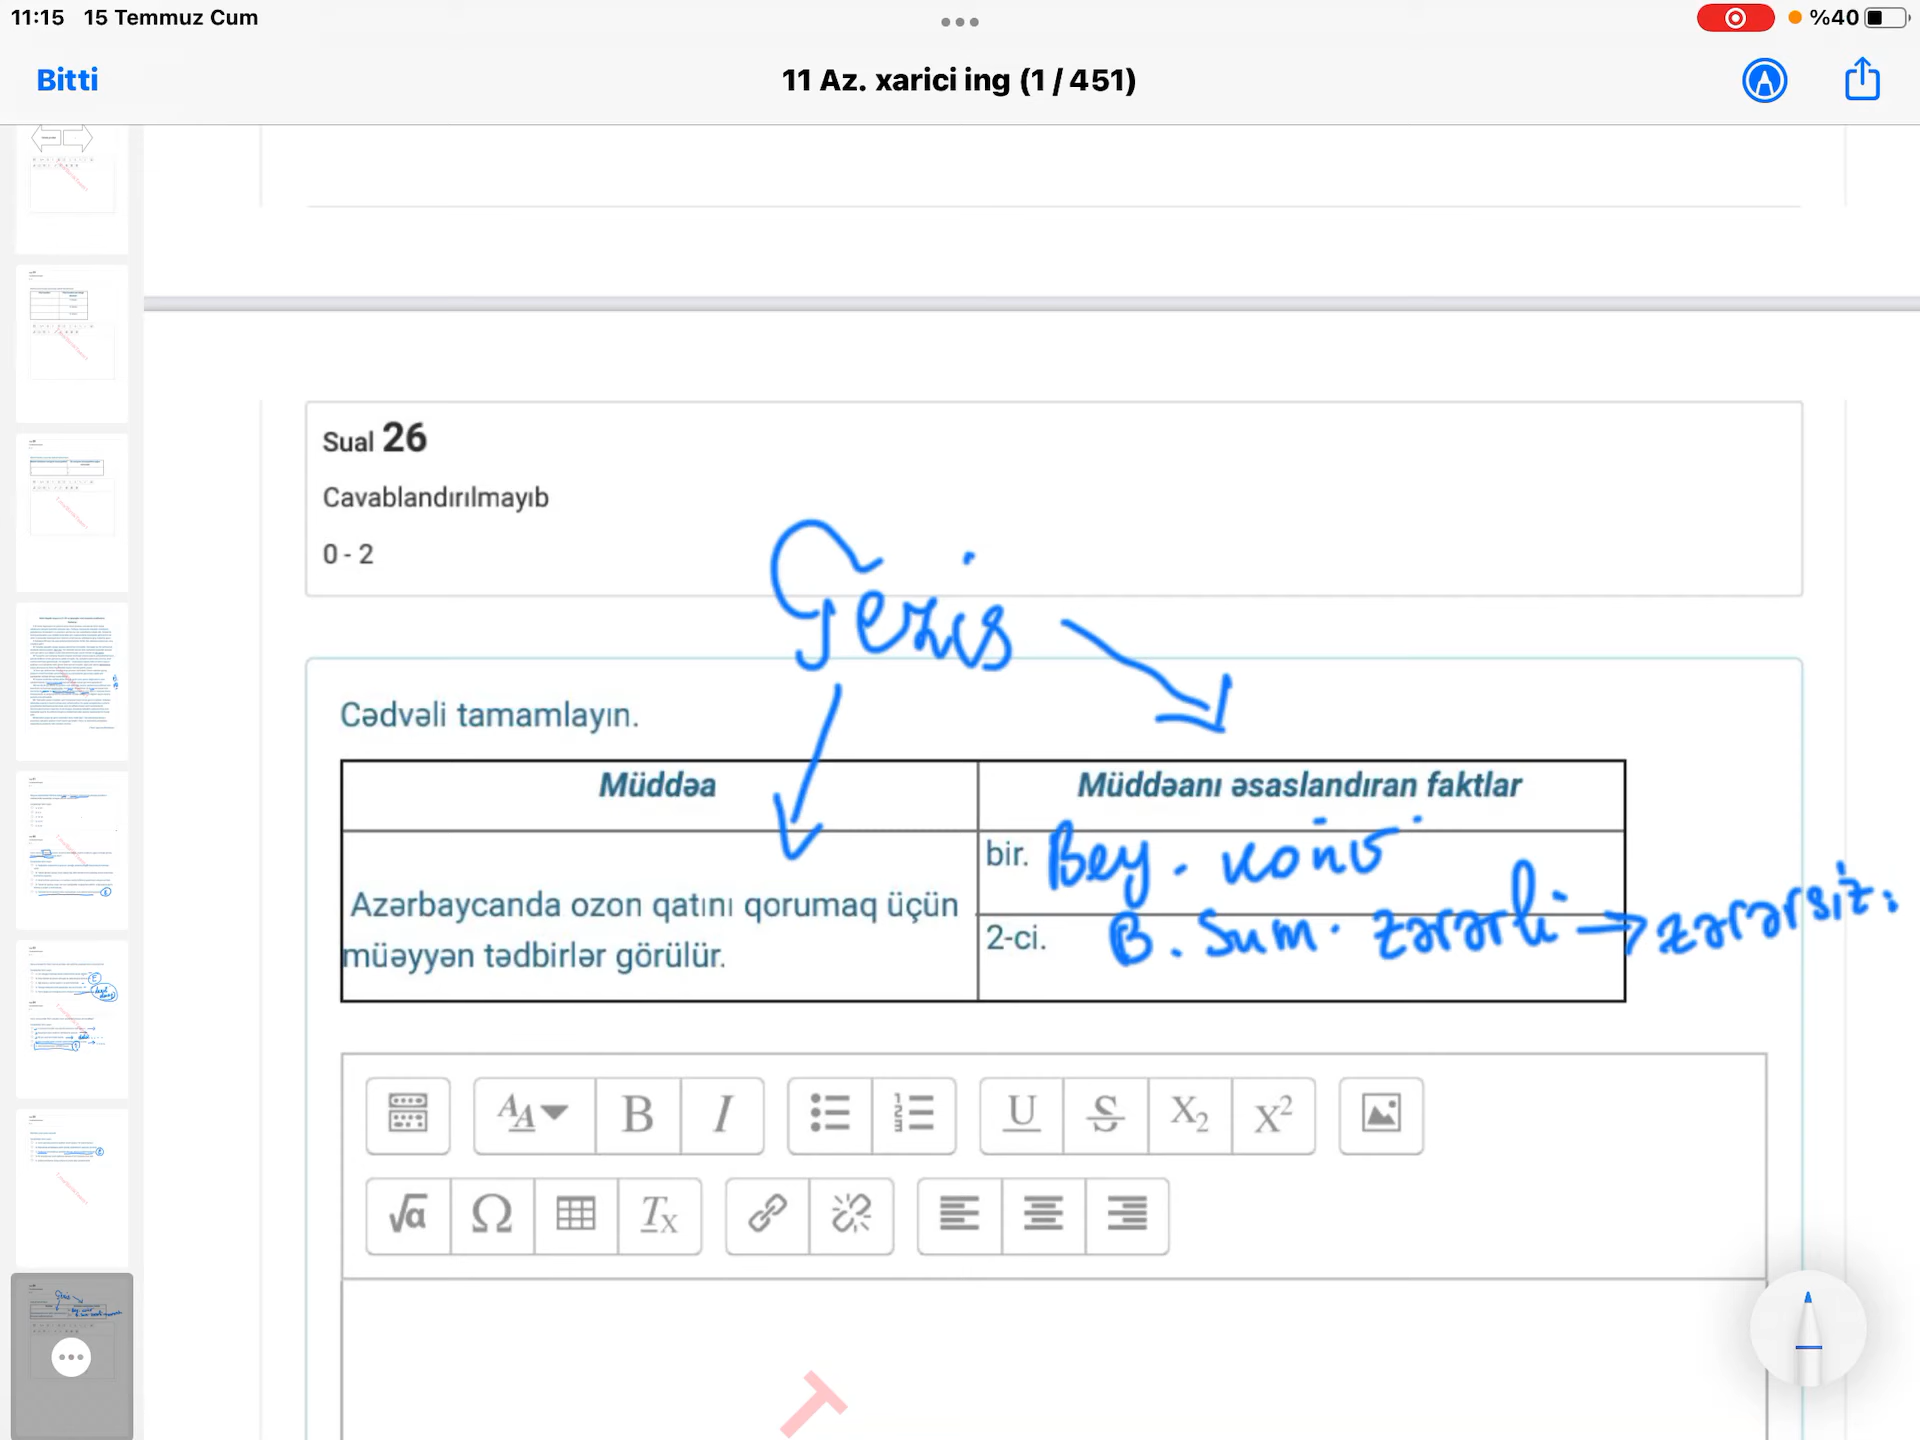 11:15 15 Temmuz Cum
%40
Bitti
11 Az. xarici ing (1 / 451)
Sual 26
Cavablandırılmayıb
0 - 2
Cədvəli tamamlayın.
Müddəa
Müddəanı əsaslandıran faktlar
Azərbaycanda ozon qatını qorumaq üçün
müəyyən tədbirlər görülür.
bir. Bey. konv
2-ci. B. Sum. zərərli → zərərsiz.